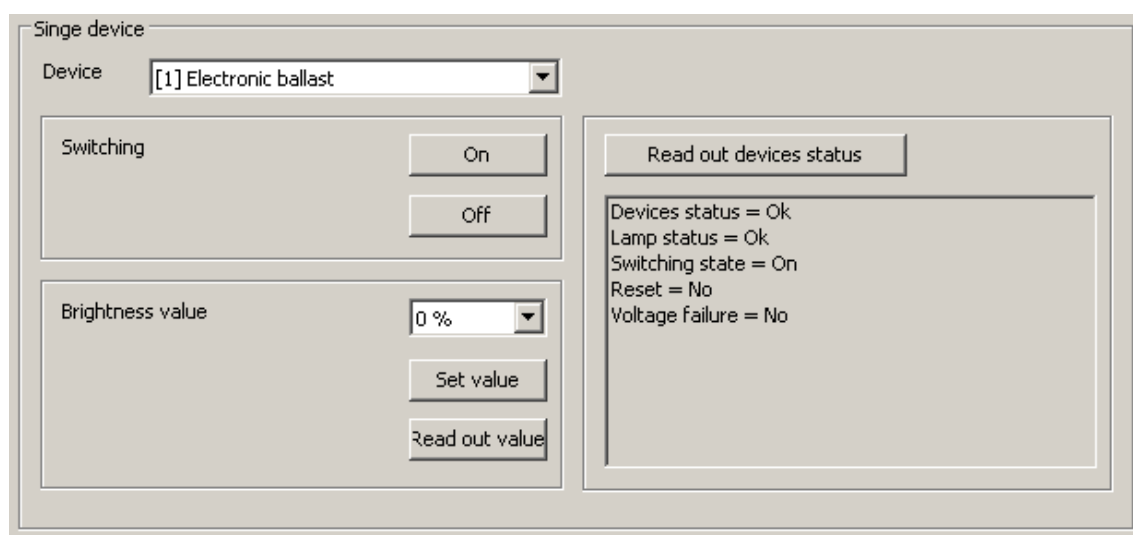 Singe device
Device
[1] Electronic ballast
Switching
On
Off
Brightness value
0 %
Set value
Read out value
Read out devices status
Devices status = Ok
Lamp status = Ok
Switching state = On
Reset = No
Voltage failure = No